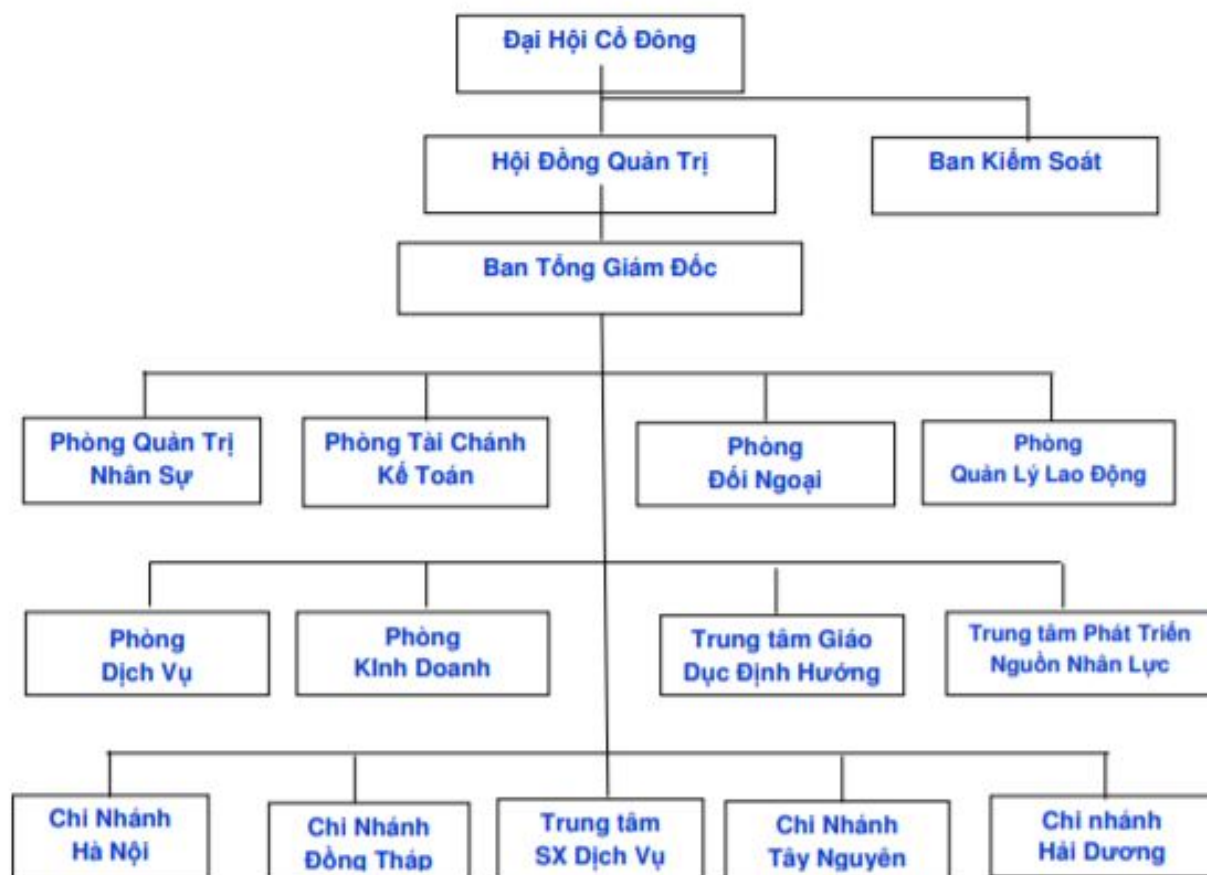 Đại Hội Cổ Đông
Hội Đồng Quản Trị
Ban Kiểm Soát
Ban Tổng Giám Đốc
Phòng Quản Trị
Nhân Sự
Phòng Tài Chánh
Kế Toán
Phòng
Đối Ngoại
Phòng
Quản Lý Lao Động
Phòng
Dịch Vụ
Phòng
KInh Doanh
Trung tâm Giáo
Dục Định Hướng
Trung tâm Phát Triển
Nguồn Nhân Lực
Chi Nhánh
Hà Nội
Chi Nhánh
Đồng Tháp
Trung tâm
SX Dịch Vụ
Chi Nhánh
Tây Nguyên
Chi nhánh
Hải Dương